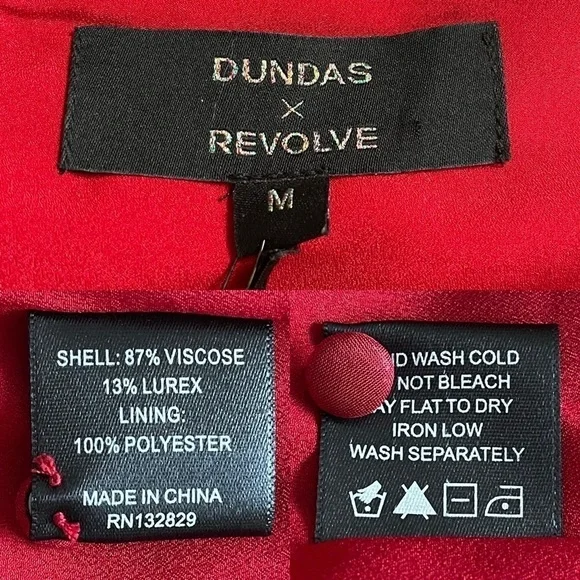 DUNDAS
×
REVOLVE
M
SHELL: 87% VISCOSE
13% LUREX
LINING:
100% POLYESTER
MADE IN CHINA
RN132829
WASH COLD
NOT BLEACH
FLAT TO DRY
IRON LOW
WASH SEPARATELY